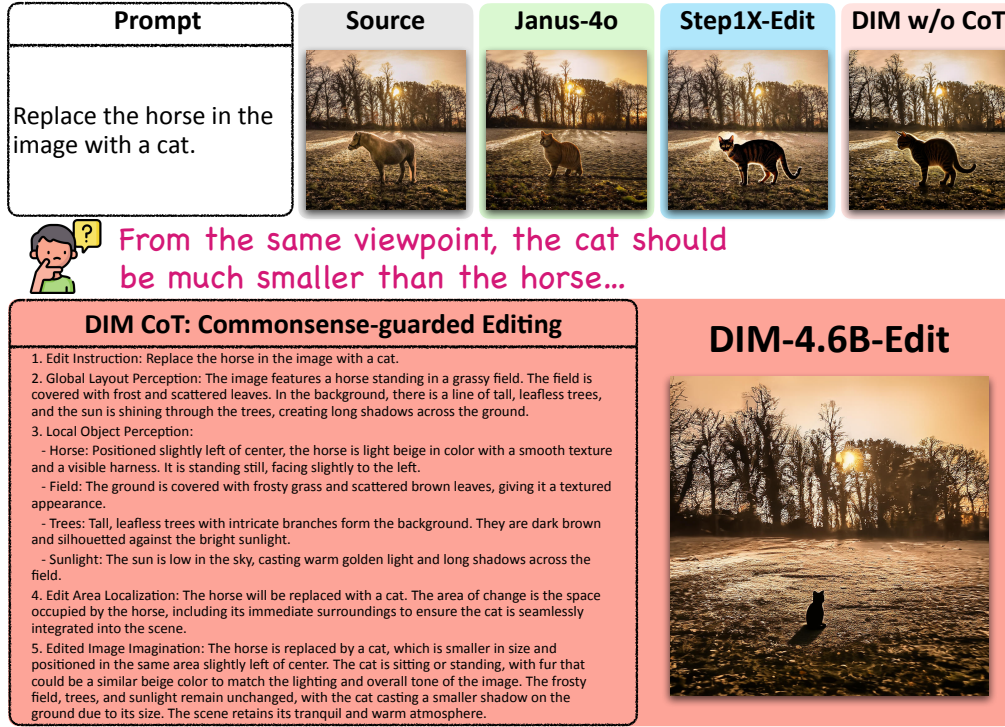 Prompt
Source
Janus-4o
Step1X-Edit
DIM w/o CoT
Replace the horse in the
image with a cat.
?
From the same viewpoint, the cat should
be much smaller than the horse...
DIM CoT: Commonsense-guarded Editing
1. Edit Instruction: Replace the horse in the image with a cat.
2. Global Layout Perception: The image features a horse standing in a grassy field. The field is
covered with frost and scattered leaves. In the background, there is a line of tall, leafless trees,
and the sun is shining through the trees, creating long shadows across the ground.
3. Local Object Perception:
- Horse: Positioned slightly left of center, the horse is light beige in color with a smooth texture
and a visible harness. It is standing still, facing slightly to the left.
- Field: The ground is covered with frosty grass and scattered brown leaves, giving it a textured
appearance.
- Trees: Tall, leafless trees with intricate branches form the background. They are dark brown
and silhouetted against the bright sunlight.
- Sunlight: The sun is low in the sky, casting warm golden light and long shadows across the
field.
4. Edit Area Localization: The horse will be replaced with a cat. The area of change is the space
occupied by the horse, including its immediate surroundings to ensure the cat is seamlessly
integrated into the scene.
5. Edited Image Imagination: The horse is replaced by a cat, which is smaller in size and
positioned in the same area slightly left of center. The cat is sitting or standing, with fur that
could be a similar beige color to match the lighting and overall tone of the image. The frosty
field, trees, and sunlight remain unchanged, with the cat casting a smaller shadow on the
ground due to its size. The scene retains its tranquil and warm atmosphere.
DIM-4.6B-Edit